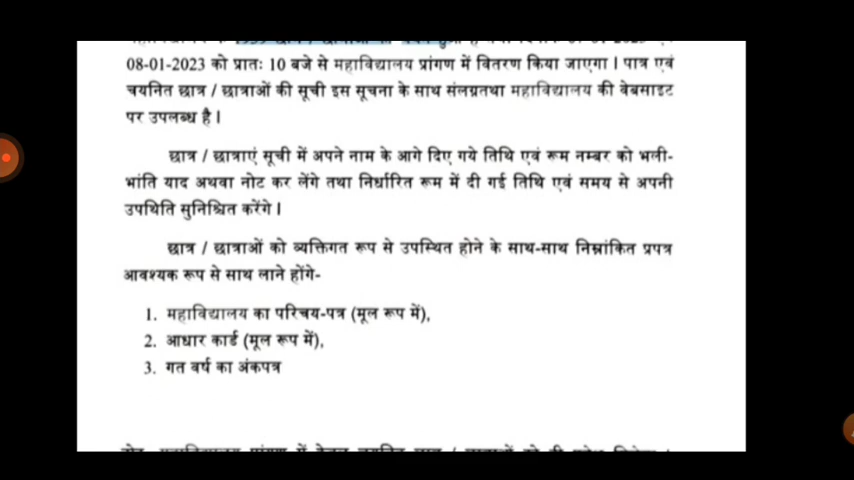 08-01-2023 को प्रातः 10 बजे से महाविद्यालय प्रांगण में वितरण किया जाएगा । पात्र एवं
चयनित छात्र / छात्राओं की सूची इस सूचना के साथ संलग्नतथा महाविद्यालय की वेबसाइट
पर उपलब्ध है ।
छात्र / छात्राएं सूची में अपने नाम के आगे दिए गये तिथि एवं रूम नम्बर को भली-
भांति याद अथवा नोट कर लेंगे तथा निर्धारित रूम में दी गई तिथि एवं समय से अपनी
उपथिति सुनिश्चित करेंगे ।
छात्र / छात्राओं को व्यक्तिगत रूप से उपस्थित होने के साथ-साथ निम्नांकित प्रपत्र
आवश्यक रूप से साथ लाने होंगे-
1. महाविद्यालय का परिचय-पत्र (मूल रूप में),
2. आधार कार्ड (मूल रूप में),
3. गत वर्ष का अंकपत्र